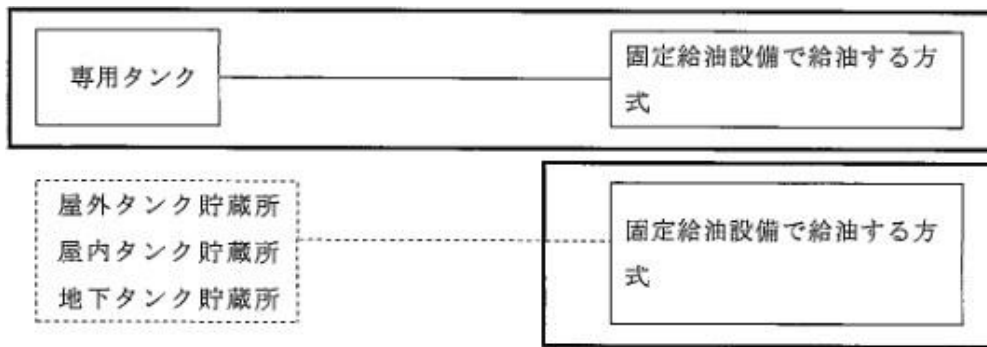 専用タンク
固定給油設備で給油する方
式
屋外タンク貯蔵所
屋内タンク貯蔵所
地下タンク貯蔵所
固定給油設備で給油する方
式